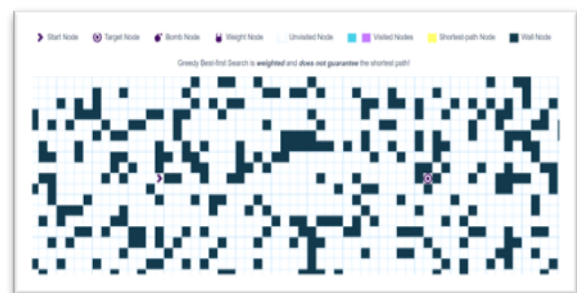 Start Node Target Node Bomb Node Weight Node Unvisited Node Visited Nodes Shortest-path Node Wall Node
Greedy Best-first Search is weighted and does not guarantee the shortest path!